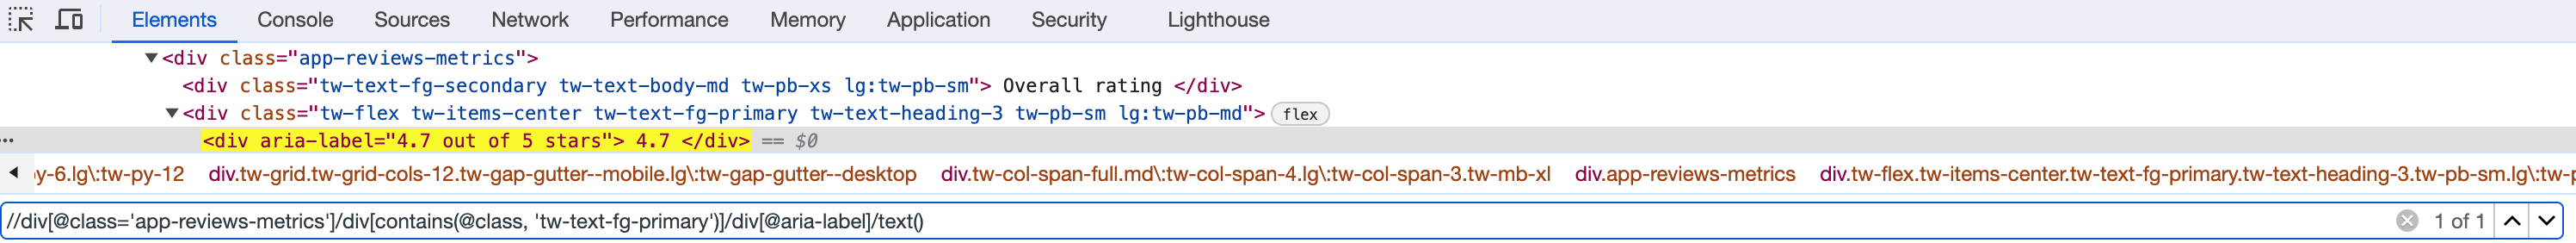 Elements Console Sources Network Performance Memory Application Security Lighthouse
▼<div class="app-reviews-metrics">
<div class="tw-text-fg-secondary tw-text-body-md tw-pb-xs lg:tw-pb-sm"> Overall rating </div>
▼<div class="tw-flex tw-items-center tw-text-fg-primary tw-text-heading-3 tw-pb-sm lg:tw-pb-md"> flex
… <div aria-label="4.7 out of 5 stars"> 4.7 </div> == $0
y-6.lg\:tw-py-12 div.tw-grid.tw-grid-cols-12.tw-gap-gutter--mobile.lg\:tw-gap-gutter--desktop div.tw-col-span-full.md\:tw-col-span-4.lg\:tw-col-span-3.tw-mb-xl div.app-reviews-metrics div.tw-flex.tw-items-center.tw-text-fg-primary.tw-text-heading-3.tw-pb-sm.lg\:tw-p
//div[@class='app-reviews-metrics']/div[contains(@class, 'tw-text-fg-primary')]/div[@aria-label]/text() 1 of 1